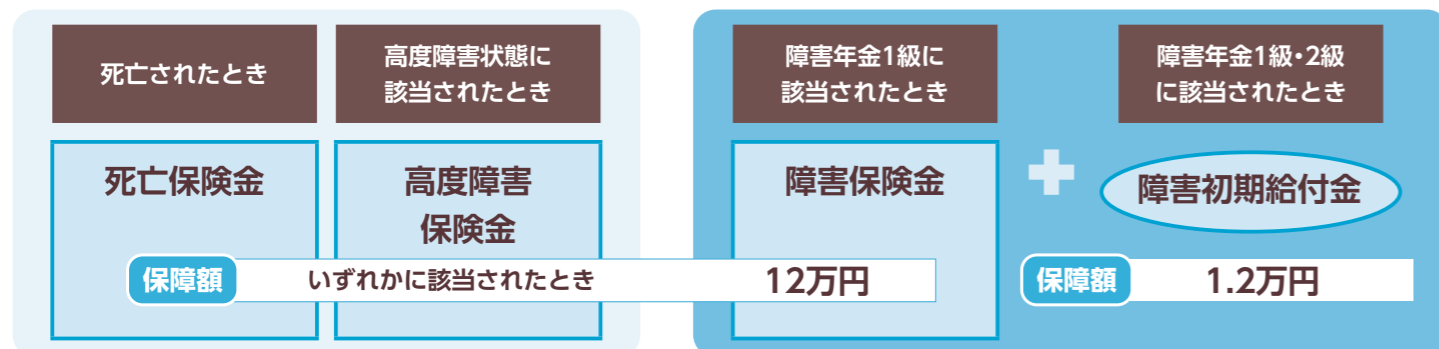 死亡されたとき
高度障害状態に
該当されたとき
障害年金1級に
該当されたとき
障害年金1級・2級
に該当されたとき
死亡保険金
高度障害
保険金
障害保険金
障害初期給付金
保障額
いずれかに該当されたとき
12万円
保障額
1.2万円